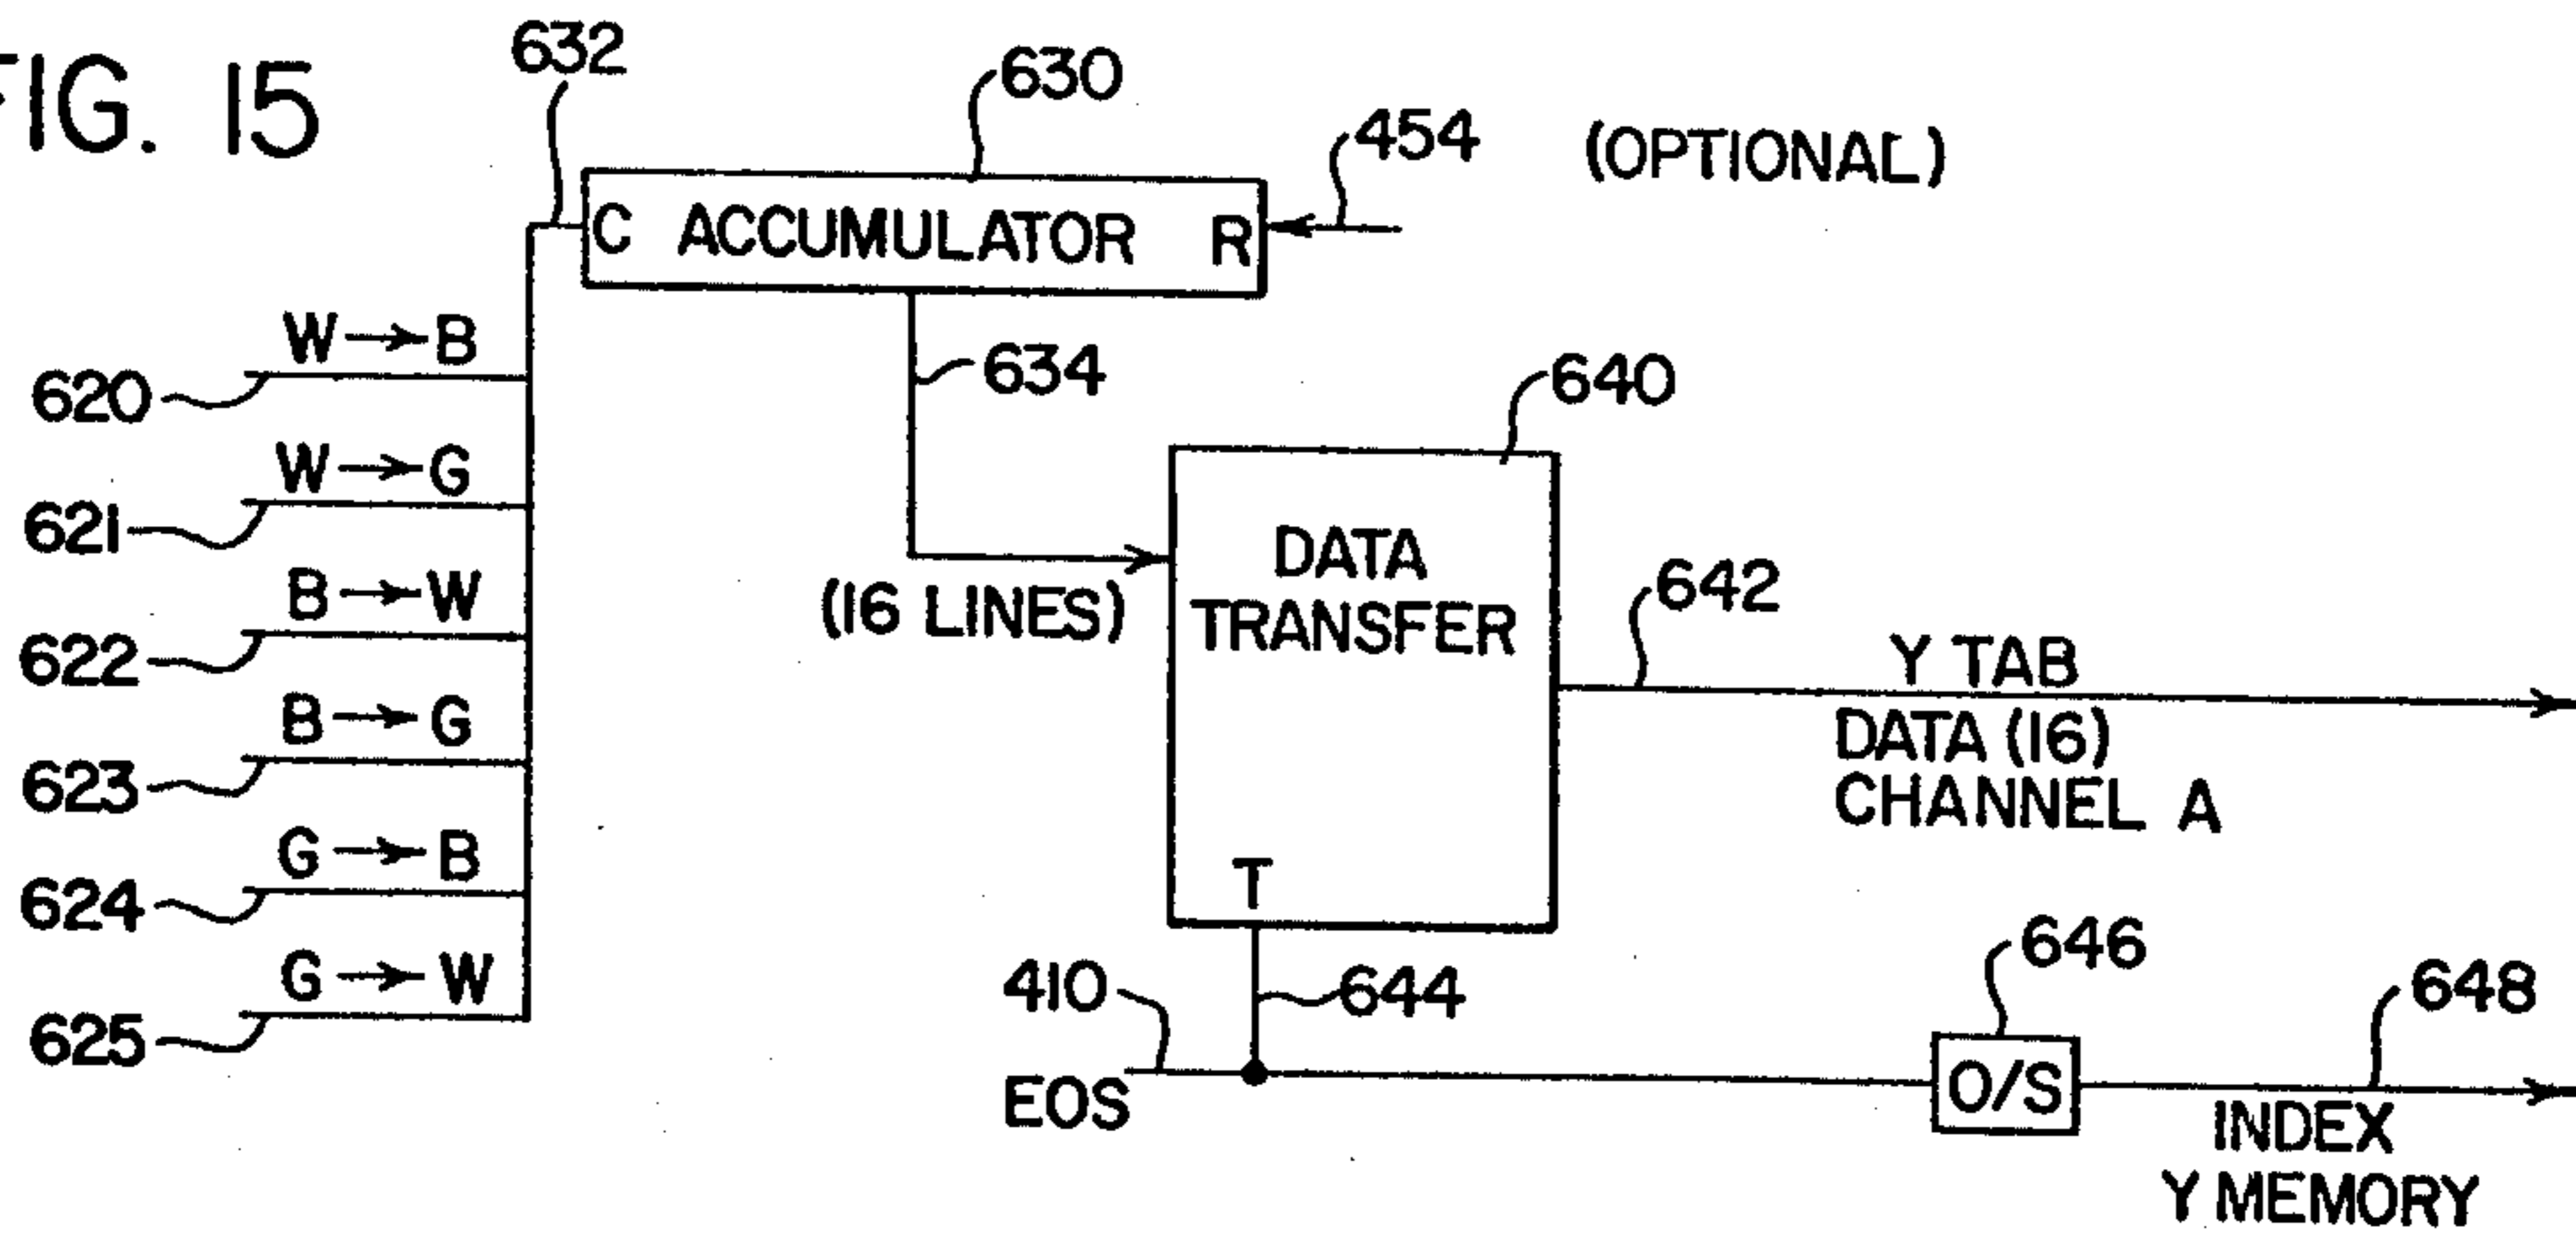 FIG. 15
632
630
454 (OPTIONAL)
C ACCUMULATOR R
W→B
620
634
640
W→G
621
DATA
TRANSFER
(16 LINES)
B→W
622
642
Y TAB
DATA (16)
CHANNEL A
B→G
623
G→B
624
T
646
G→W
625
410
644
648
EOS
O/S
INDEX
Y MEMORY